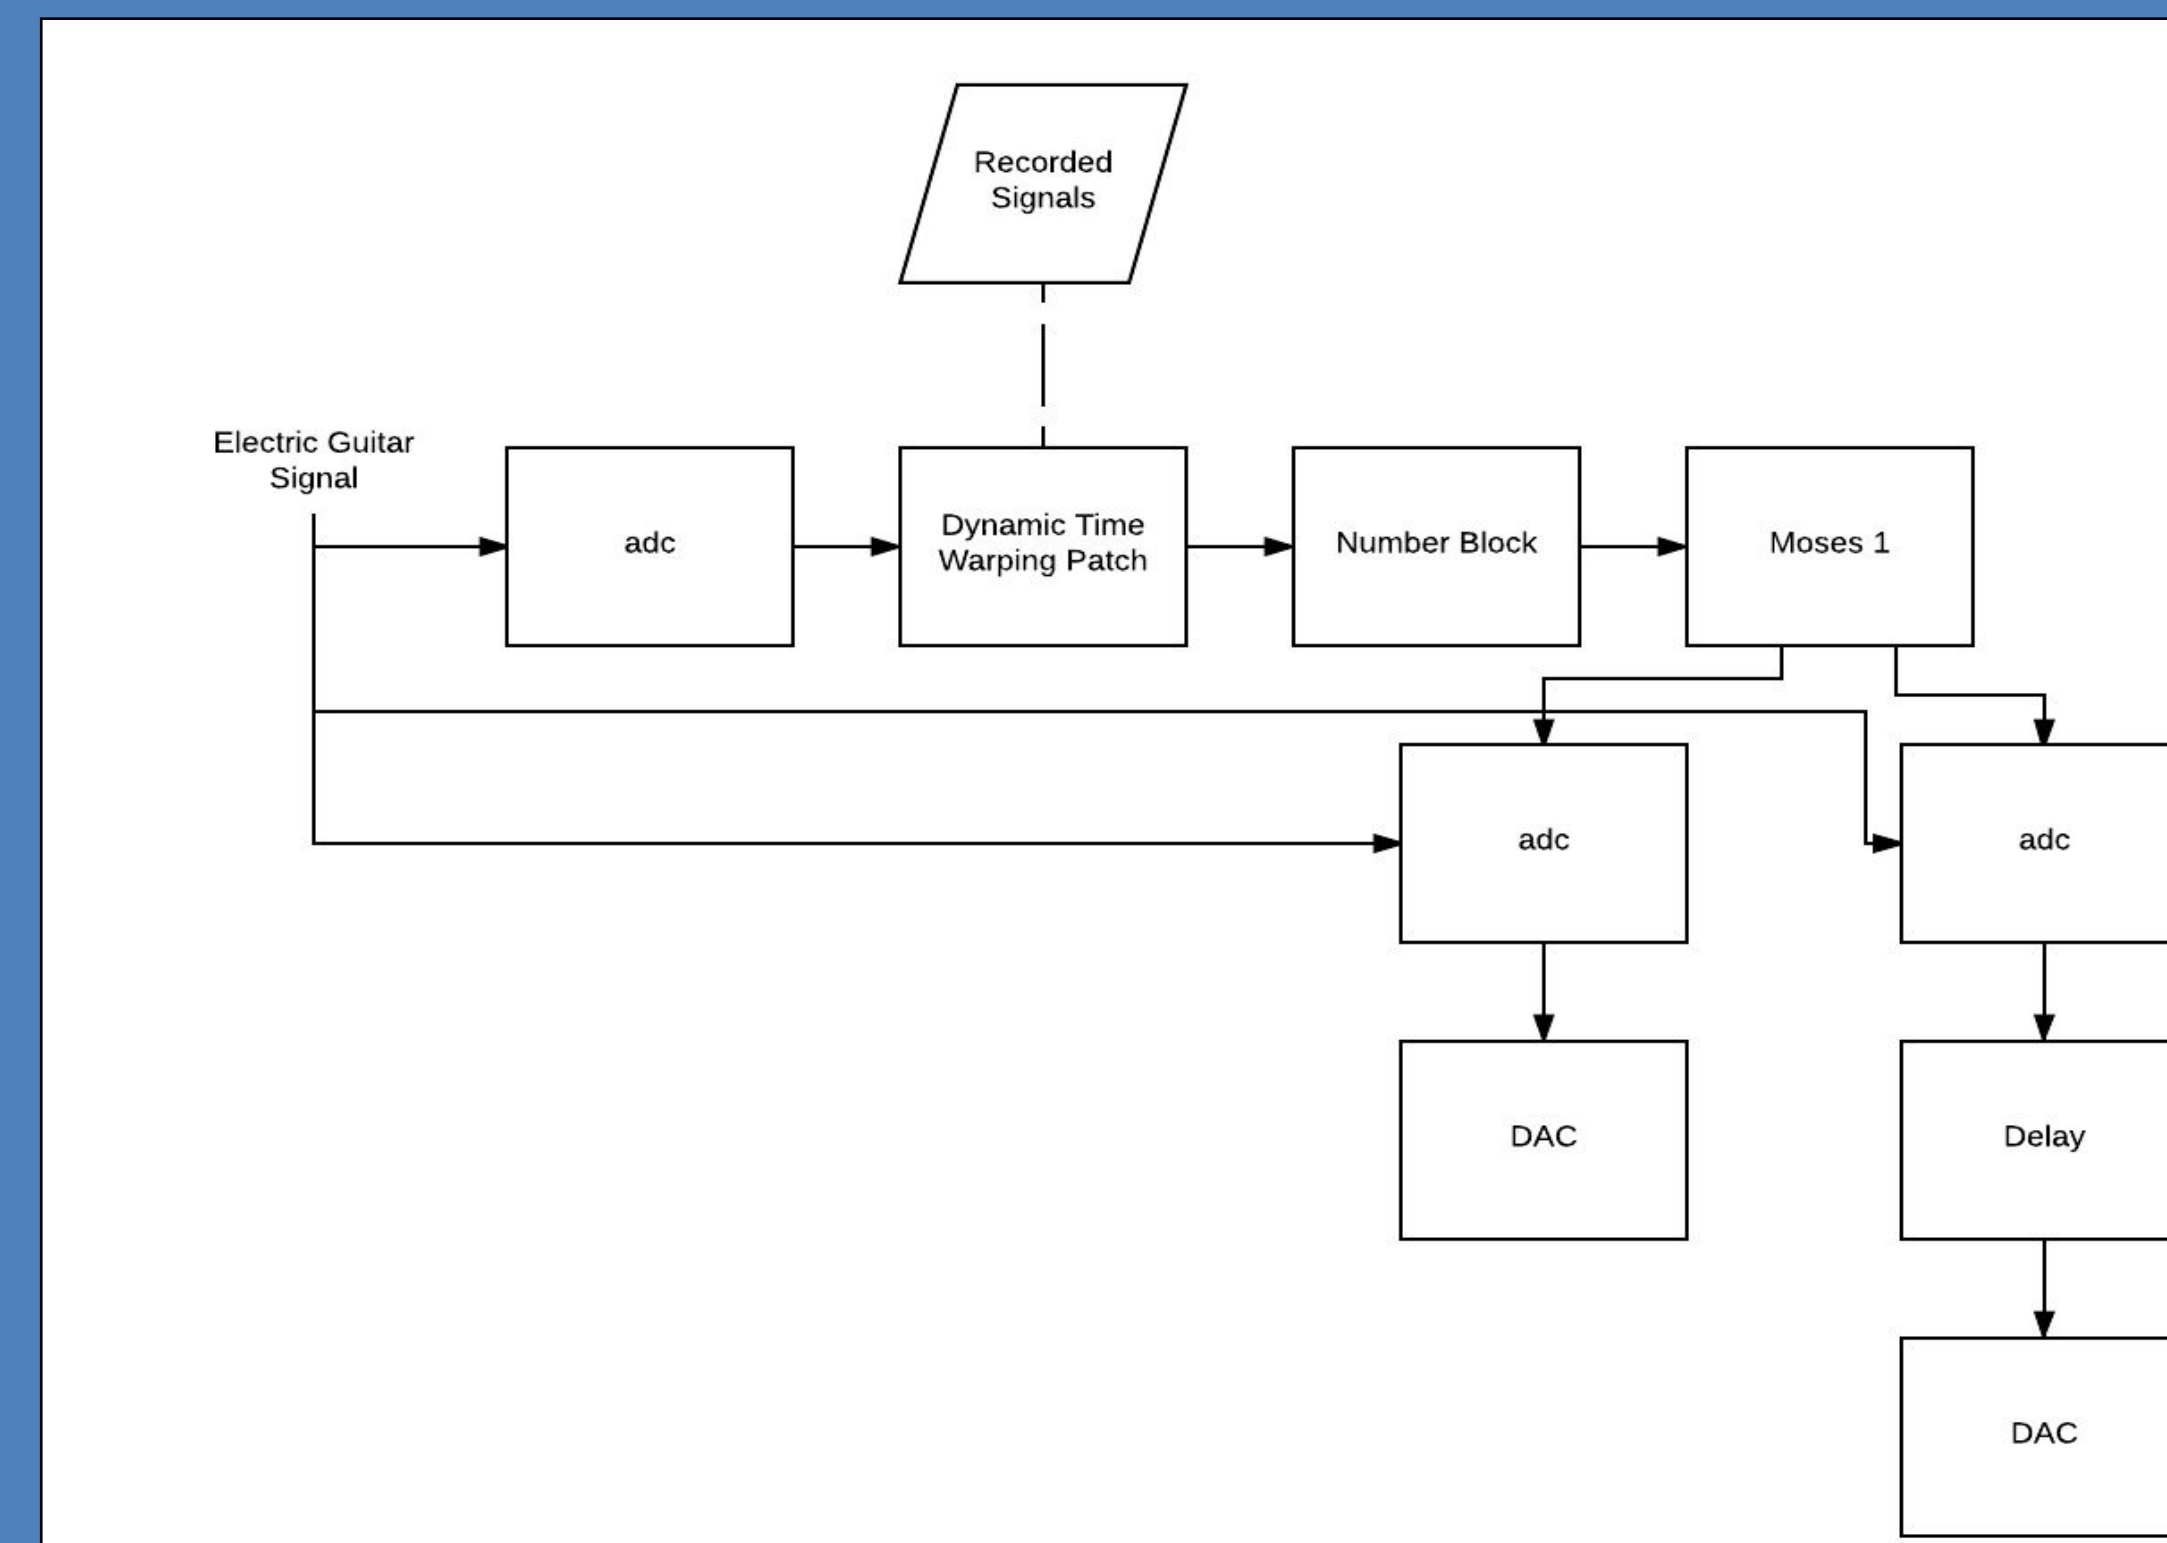 Recorded
Signals
Electric Guitar
Signal
adc
Dynamic Time
Warping Patch
Number Block
Moses 1
adc
adc
DAC
Delay
DAC